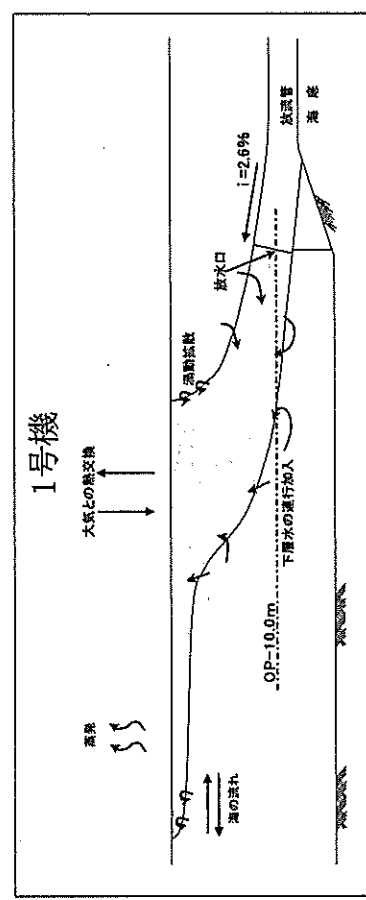 1号機
蒸発
大気との熱交換
海の流れ
渦動拡散
i=2.6%
放水口
放流管
海底
OP-10.0m
下層水の連行加入